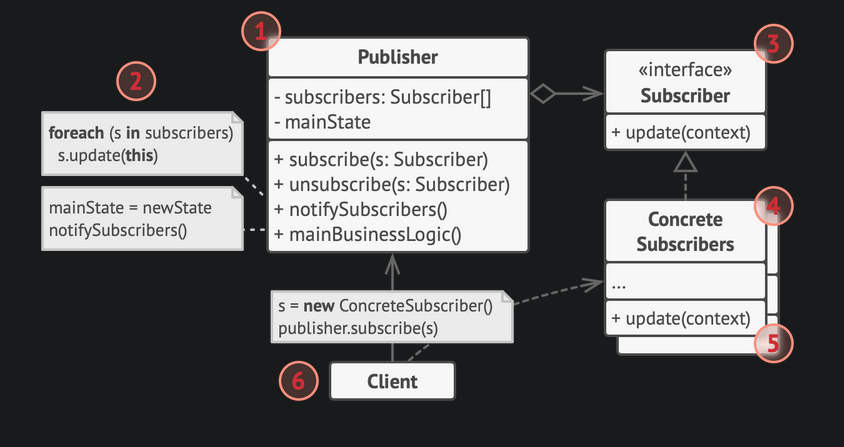 1
Publisher
- subscribers: Subscriber[]
- mainState
+ subscribe(s: Subscriber)
+ unsubscribe(s: Subscriber)
+ notifySubscribers()
+ mainBusinessLogic()
2
foreach (s in subscribers)
s.update(this)
mainState = newState
notifySubscribers()
3
«interface»
Subscriber
+ update(context)
4
Concrete
Subscribers
...
+ update(context)
5
s = new ConcreteSubscriber()
publisher.subscribe(s)
6
Client